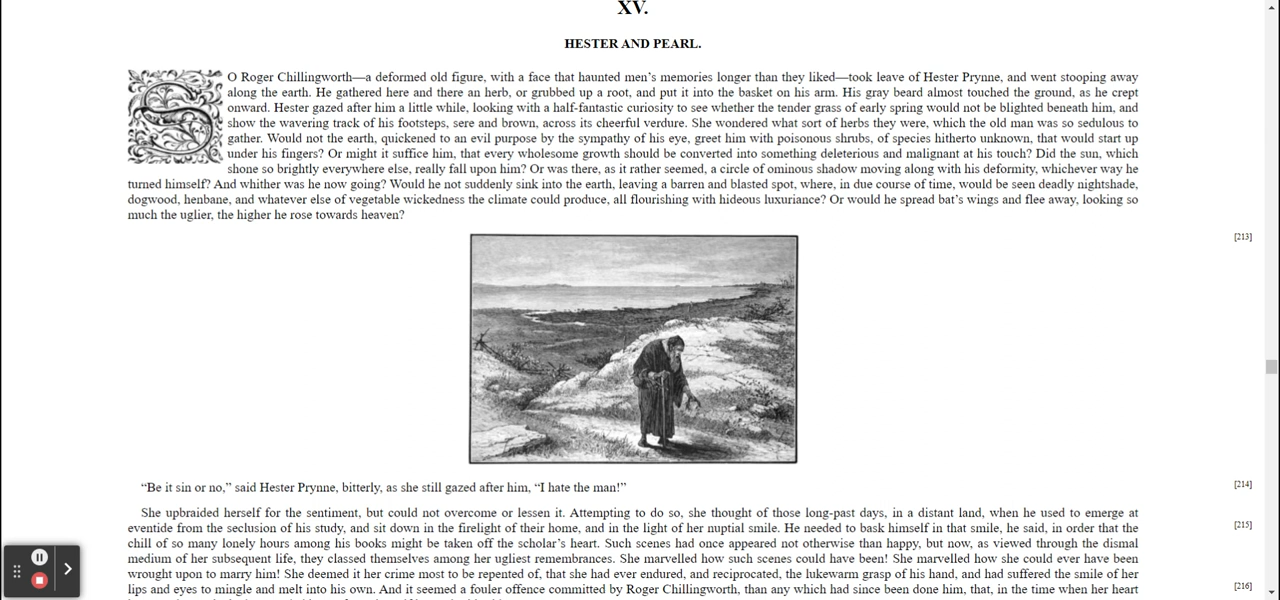 XV.
HESTER AND PEARL.
SO Roger Chillingworth—a deformed old figure, with a face that haunted men’s memories longer than they liked—took leave of Hester Prynne, and went stooping away
along the earth. He gathered here and there an herb, or grubbed up a root, and put it into the basket on his arm. His gray beard almost touched the ground, as he crept
onward. Hester gazed after him a little while, looking with a half-fantastic curiosity to see whether the tender grass of early spring would not be blighted beneath him, and
show the wavering track of his footsteps, sere and brown, across its cheerful verdure. She wondered what sort of herbs they were, which the old man was so sedulous to
gather. Would not the earth, quickened to an evil purpose by the sympathy of his eye, greet him with poisonous shrubs, of species hitherto unknown, that would start up
under his fingers? Or might it suffice him, that every wholesome growth should be converted into something deleterious and malignant at his touch? Did the sun, which
shone so brightly everywhere else, really fall upon him? Or was there, as it rather seemed, a circle of ominous shadow moving along with his deformity, whichever way he
turned himself? And whither was he now going? Would he not suddenly sink into the earth, leaving a barren and blasted spot, where, in due course of time, would be seen deadly nightshade,
dogwood, henbane, and whatever else of vegetable wickedness the climate could produce, all flourishing with hideous luxuriance? Or would he spread bat’s wings and flee away, looking so
much the uglier, the higher he rose towards heaven?
[213]
“Be it sin or no,” said Hester Prynne, bitterly, as she still gazed after him, “I hate the man!”
[214]
She upbraided herself for the sentiment, but could not overcome or lessen it. Attempting to do so, she thought of those long-past days, in a distant land, when he used to emerge at
eventide from the seclusion of his study, and sit down in the firelight of their home, and in the light of her nuptial smile. He needed to bask himself in that smile, he said, in order that the
[215]
chill of so many lonely hours among his books might be taken off the scholar’s heart. Such scenes had once appeared not otherwise than happy, but now, as viewed through the dismal
medium of her subsequent life, they classed themselves among her ugliest remembrances. She marvelled how such scenes could have been! She marvelled how she could ever have been
wrought upon to marry him! She deemed it her crime most to be repented of, that she had ever endured, and reciprocated, the lukewarm grasp of his hand, and had suffered the smile of her
lips and eyes to mingle and melt into his own. And it seemed a fouler offence committed by Roger Chillingworth, than any which had since been done him, that, in the time when her heart
[216]